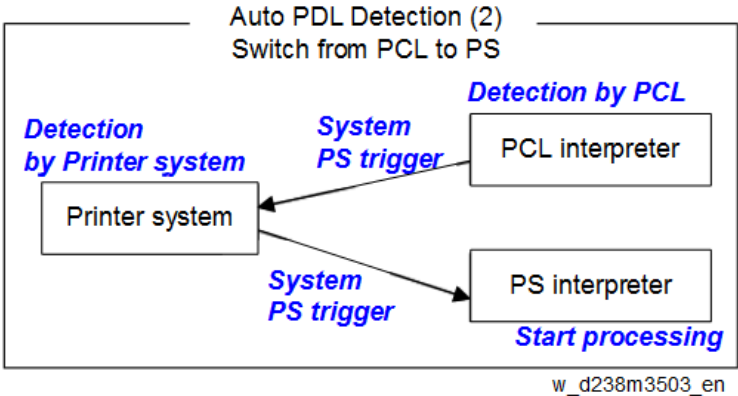 Auto PDL Detection (2)
Switch from PCL to PS
Detection by PCL
Detection
by Printer system
System
PS trigger
PCL interpreter
Printer system
System
PS trigger
PS interpreter
Start processing
w_d238m3503_en